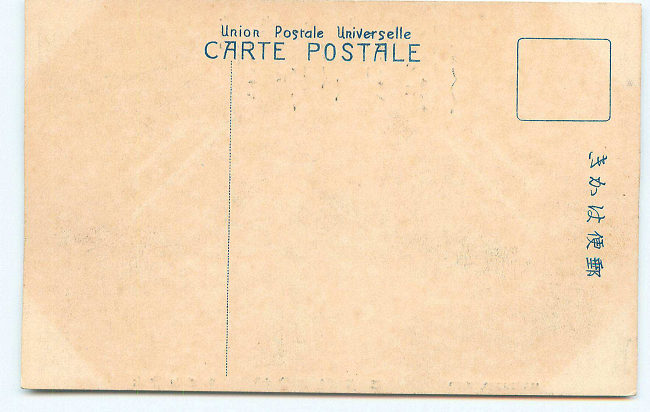 Union Postale Universelle
CARTE POSTALE
郵便はかき